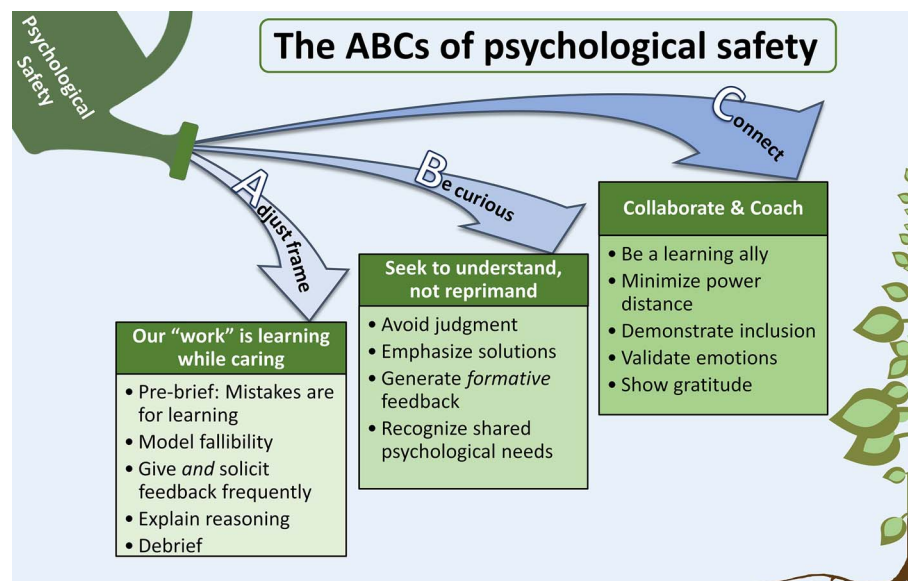 Psychological
Safety
The ABCs of psychological safety
Adjust frame
Be curious
Connect
Our “work” is learning
while caring
• Pre-brief: Mistakes are
for learning
• Model fallibility
• Give and solicit
feedback frequently
• Explain reasoning
• Debrief
Seek to understand,
not reprimand
• Avoid judgment
• Emphasize solutions
• Generate formative
feedback
• Recognize shared
psychological needs
Collaborate & Coach
• Be a learning ally
• Minimize power
distance
• Demonstrate inclusion
• Validate emotions
• Show gratitude